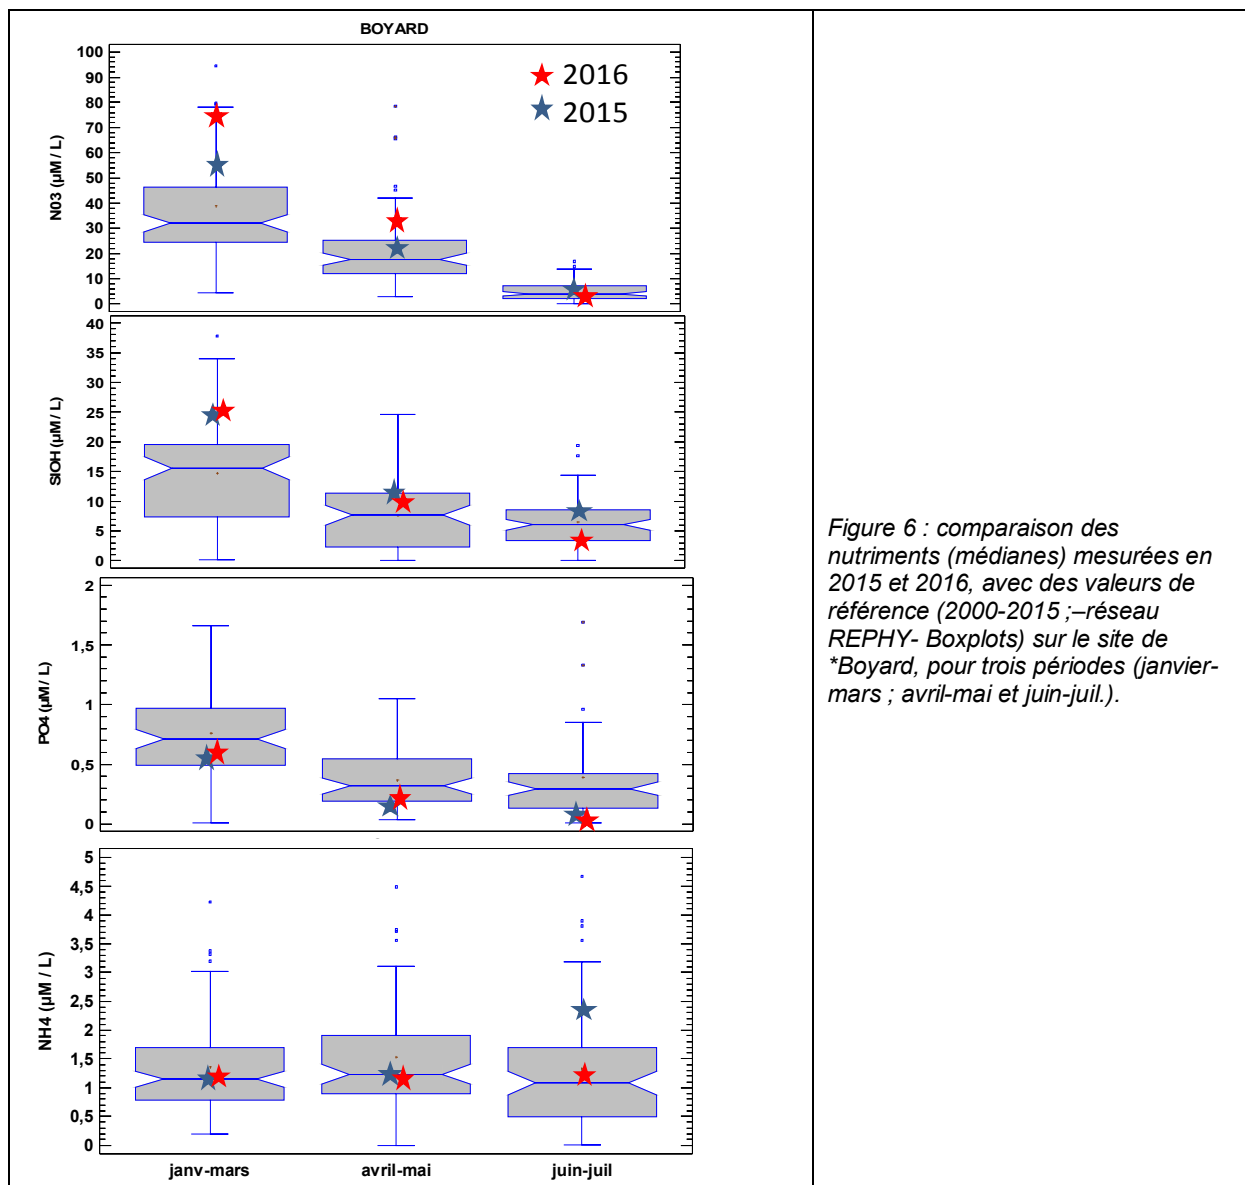 BOYARD
2016
2015
N03 (µM / L)
100
90
80
70
60
50
40
30
20
10
0
SIOH (µM / L)
40
35
30
25
20
15
10
5
0
PO4 (µM / L)
2
1,5
1
0,5
0
NH4 (µM / L)
5
4,5
4
3,5
3
2,5
2
1,5
1
0,5
0
janv-mars avril-mai juin-juil
Figure 6 : comparaison des
nutriments (médianes) mesurées en
2015 et 2016, avec des valeurs de
référence (2000-2015 ;–réseau
REPHY- Boxplots) sur le site de
*Boyard, pour trois périodes (janvier-
mars ; avril-mai et juin-juil.).